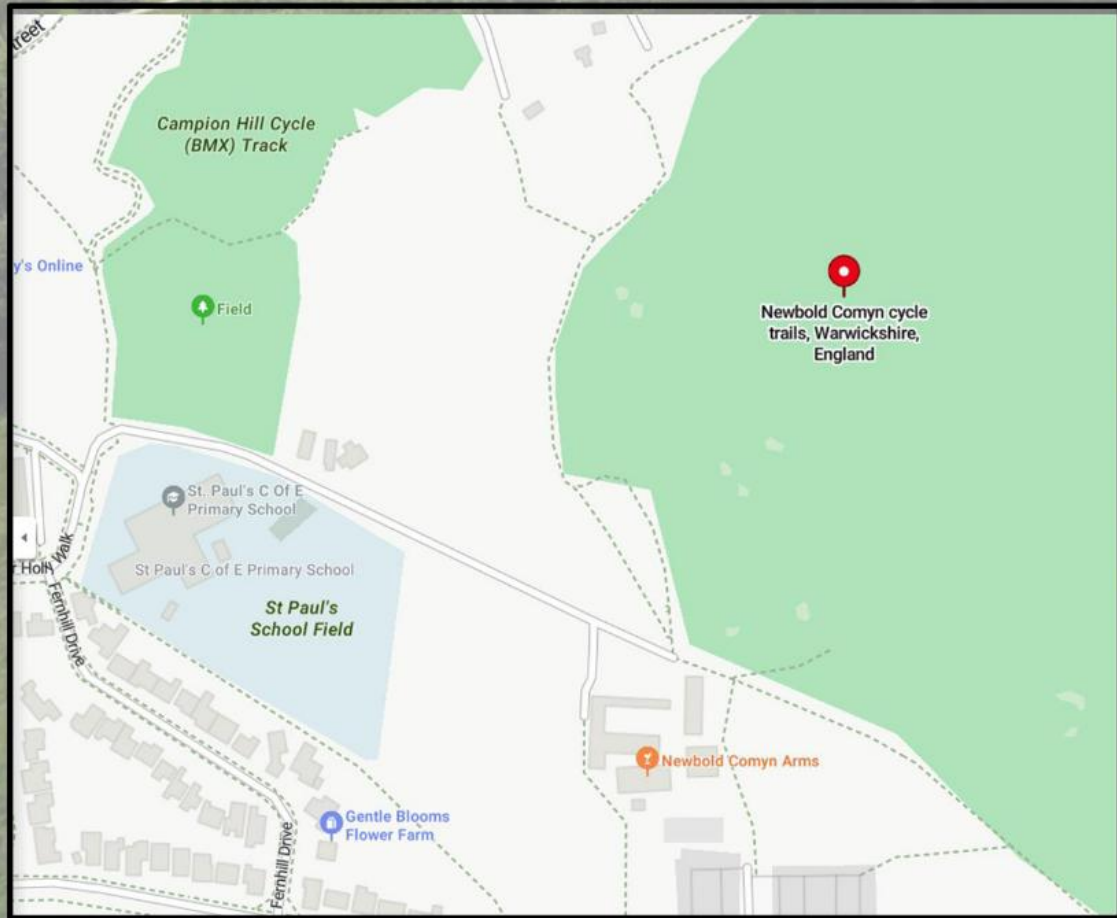 Campion Hill Cycle
(BMX) Track
y's Online
Field
Newbold Comyn cycle
trails, Warwickshire,
England
St. Paul's C Of E
Primary School
St Paul's C of E Primary School
St Paul's
School Field
Walk
Fernhill Drive
Newbold Comyn Arms
Gentle Blooms
Flower Farm
Fernhill Drive